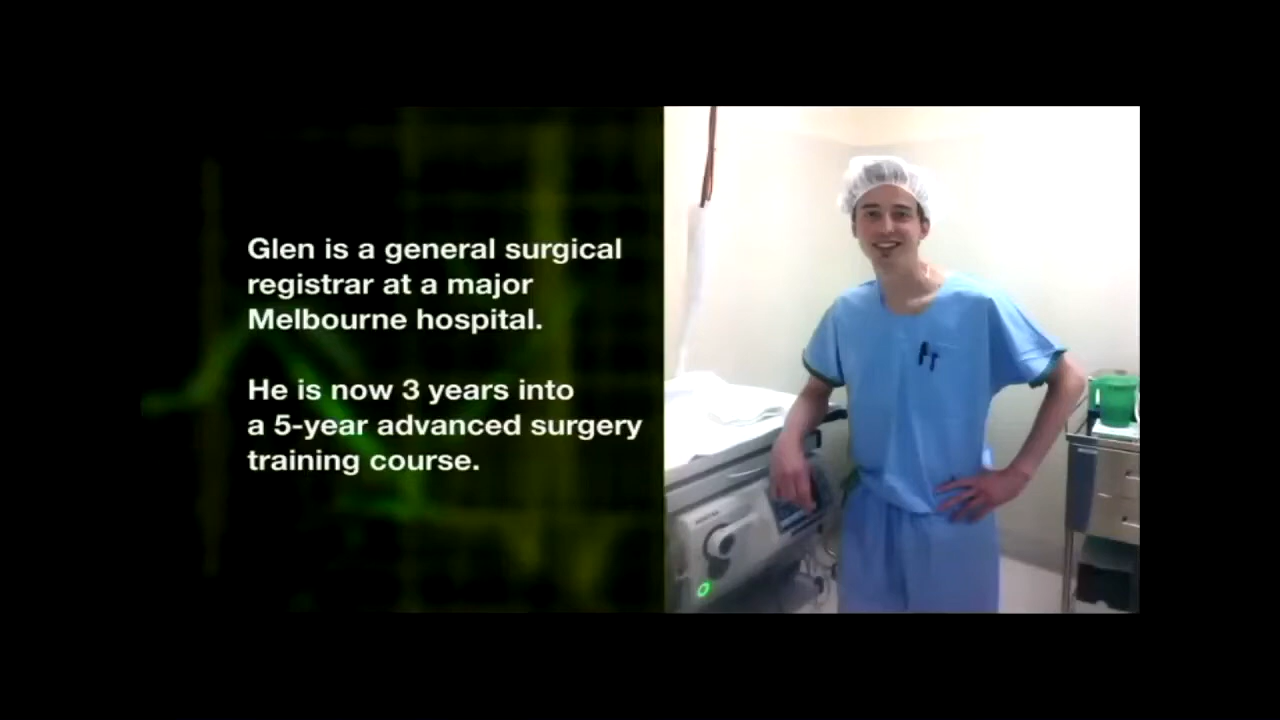 Glen is a general surgical
registrar at a major
Melbourne hospital.
He is now 3 years into
a 5-year advanced surgery
training course.